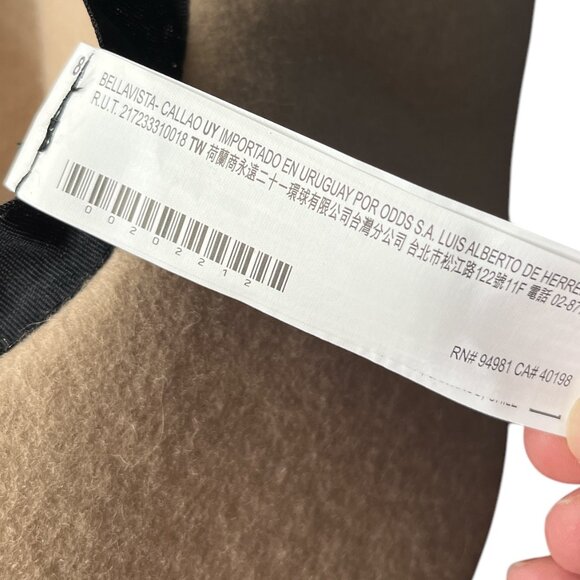 8
BELLAVISTA- CALLAO UY IMPORTADO EN URUGUAY POR ODDS S.A. LUIS ALBERTO DE HERRE
R.U.T. 217233310018 TW 荷蘭商永遠二十一環球有限公司台灣分公司 台北市松江路122號11F 電話 02-87
00202212
RN# 94981 CA# 40198